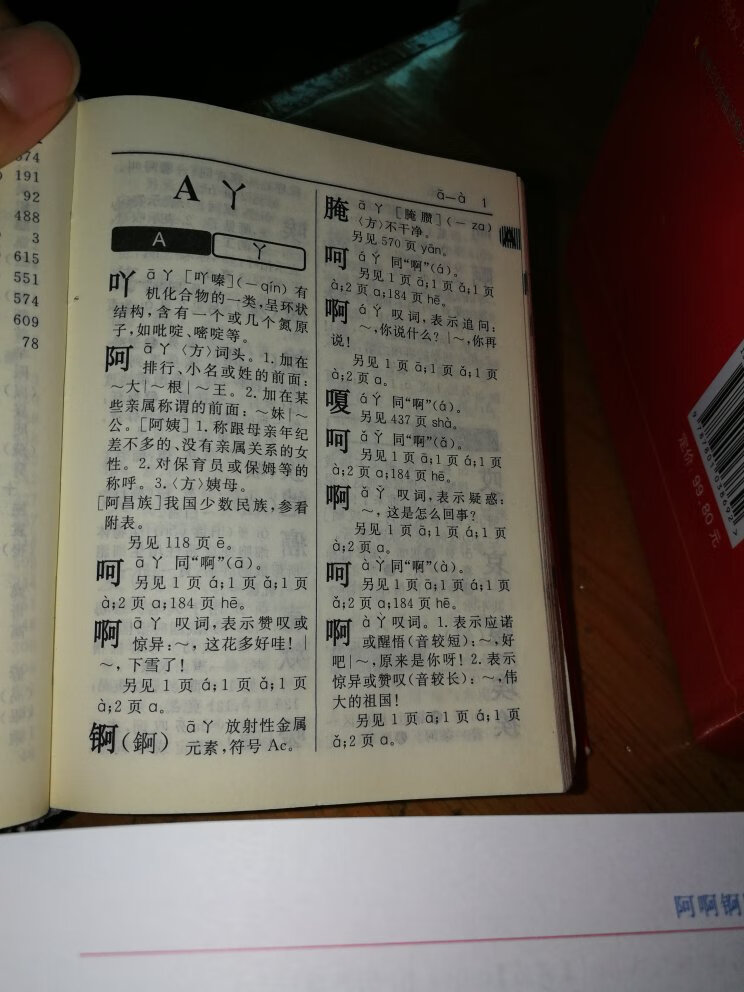 674
191
92
488
3
615
551
574
609
78
ā—à 1
A ㄚ
A ㄚ
吖 ā ㄚ [吖嗪](-qín) 有
机化合物的一类,呈环状
结构,含有一个或几个氮原
子,如吡啶、嘧啶等。
阿 ā ㄚ 〈方〉词头。1. 加在
排行、小名或姓的前面:
~大|~根|~王。2. 加在某
些亲属称谓的前面:~妹|~
公。[阿姨] 1. 称跟母亲年纪
差不多的、没有亲属关系的女
性。2. 对保育员或保姆等的
称呼。3.〈方〉姨母。
[阿昌族]我国少数民族,参看
附表。
另见 118 页 ē。
呵 ā ㄚ 同“啊”(ā)。
另见 1 页 á;1 页 ǎ;1 页
à;2 页 ɑ;184 页 hē。
啊 ā ㄚ 叹词,表示赞叹或
惊异:~,这花多好哇!|
~,下雪了!
另见 1 页 á;1 页 ǎ;1 页
à;2 页 ɑ。
锕(錒) ā ㄚ 放射性金属
元素,符号 Ac。
腌 ā ㄚ [腌臜](-zɑ)
〈方〉不干净。
另见 570 页 yān。
呵 á ㄚ 同“啊”(á)。
另见 1 页 ā;1 页 ǎ;1 页
à;2 页 ɑ;184 页 hē。
啊 á ㄚ 叹词,表示追问:
~,你说什么?|~,你再
说!
另见 1 页 ā;1 页 ǎ;1 页
à;2 页 ɑ。
嗄 á ㄚ 同“啊”(á)。
另见 437 页 shà。
呵 ǎ ㄚ 同“啊”(ǎ)。
另见 1 页 ā;1 页 á;1 页
à;2 页 ɑ;184 页 hē。
啊 ǎ ㄚ 叹词,表示疑惑:
~,这是怎么回事?
另见 1 页 ā;1 页 á;1 页
à;2 页 ɑ。
呵 à ㄚ 同“啊”(à)。
另见 1 页 ā;1 页 á;1 页
ǎ;2 页 ɑ;184 页 hē。
啊 à ㄚ 叹词。1. 表示应诺
或醒悟(音较短):~,好
吧|~,原来是你呀!2. 表示
惊异或赞叹(音较长):~,伟
大的祖国!
另见 1 页 ā;1 页 á;1 页
ǎ;2 页 ɑ。
定价:99.80 元
阿啊锕